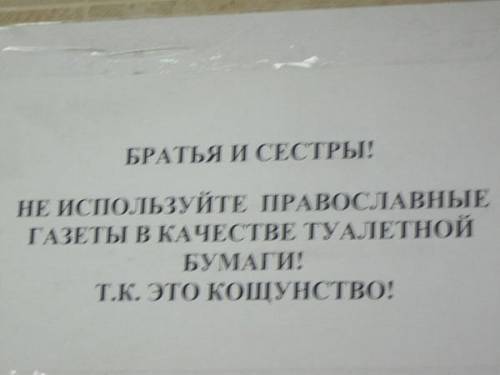 БРАТЬЯ И СЕСТРЫ!
НЕ ИСПОЛЬЗУЙТЕ ПРАВОСЛАВНЫЕ
ГАЗЕТЫ В КАЧЕСТВЕ ТУАЛЕТНОЙ
БУМАГИ!
Т.К. ЭТО КОЩУНСТВО!